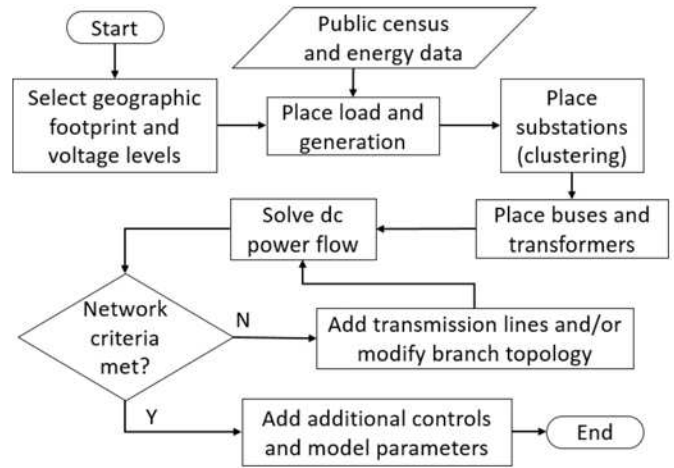 Start
Public census
and energy data
Select geographic
footprint and
voltage levels
Place load and
generation
Place
substations
(clustering)
Solve dc
power flow
Place buses and
transformers
Network
criteria
met?
N
Add transmission lines and/or
modify branch topology
Y
Add additional controls
and model parameters
End